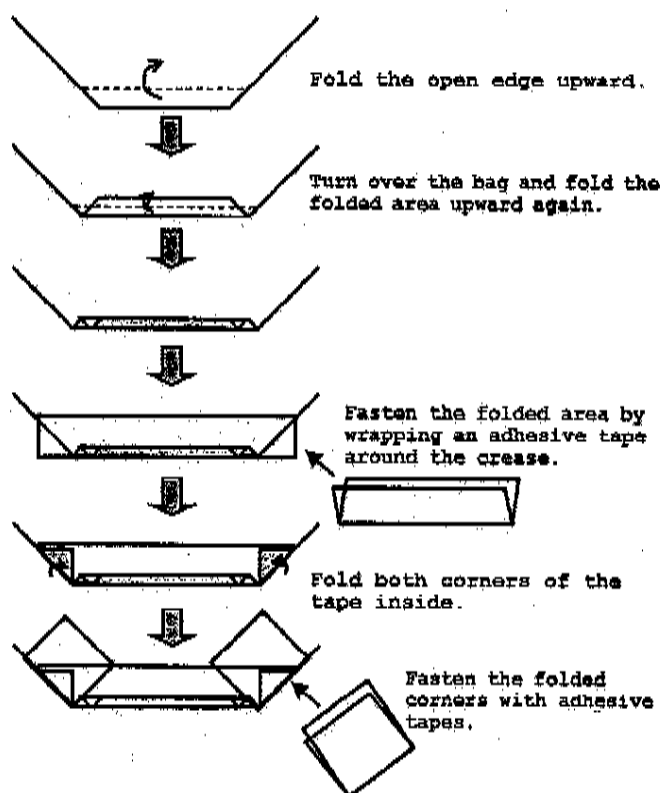 Fold the open edge upward.
Turn over the bag and fold the
folded area upward again.
Fasten the folded area by
wrapping an adhesive tape
around the crease.
Fold both corners of the
tape inside.
Fasten the folded
corners with adhesive
tapes.